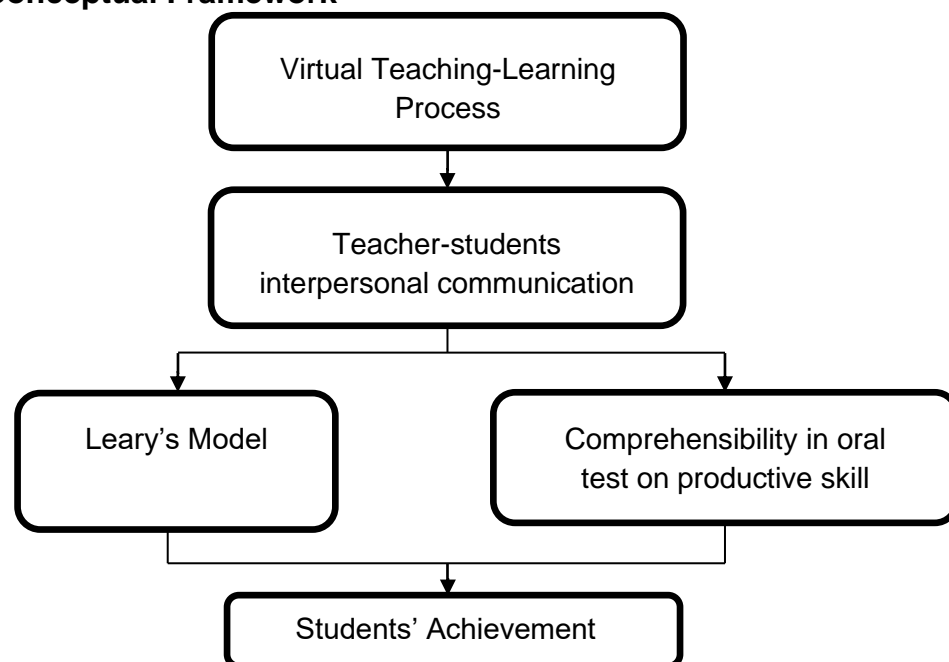 Conceptual Framework
Virtual Teaching-Learning
Process
Teacher-students
interpersonal communication
Leary’s Model
Comprehensibility in oral
test on productive skill
Students’ Achievement